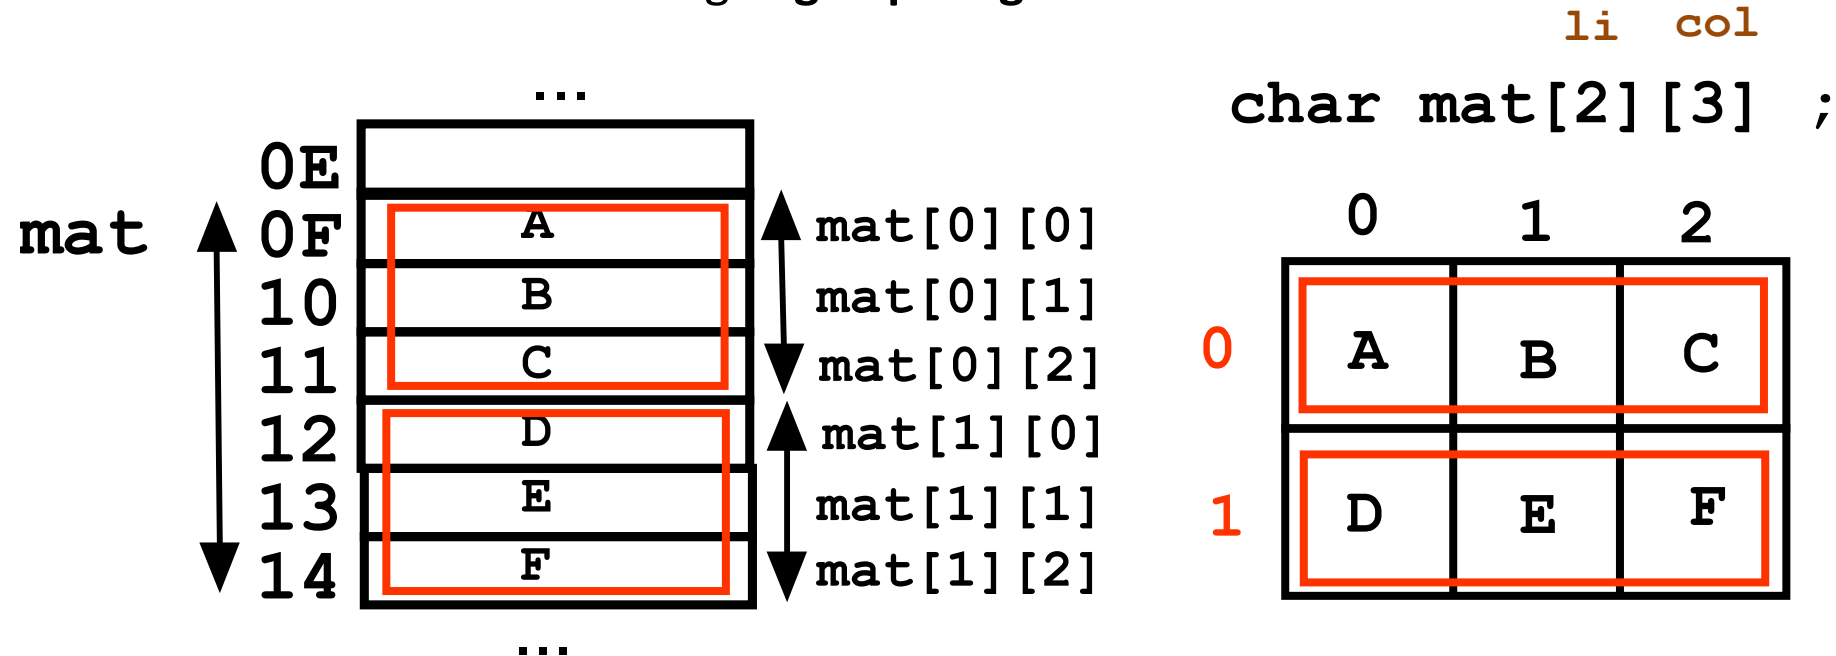 li col
char mat[2][3] ;
...
0E
mat 0F A mat[0][0]
10 B mat[0][1]
11 C mat[0][2]
12 D mat[1][0]
13 E mat[1][1]
14 F mat[1][2]
...
0 1 2
0 A B C
1 D E F